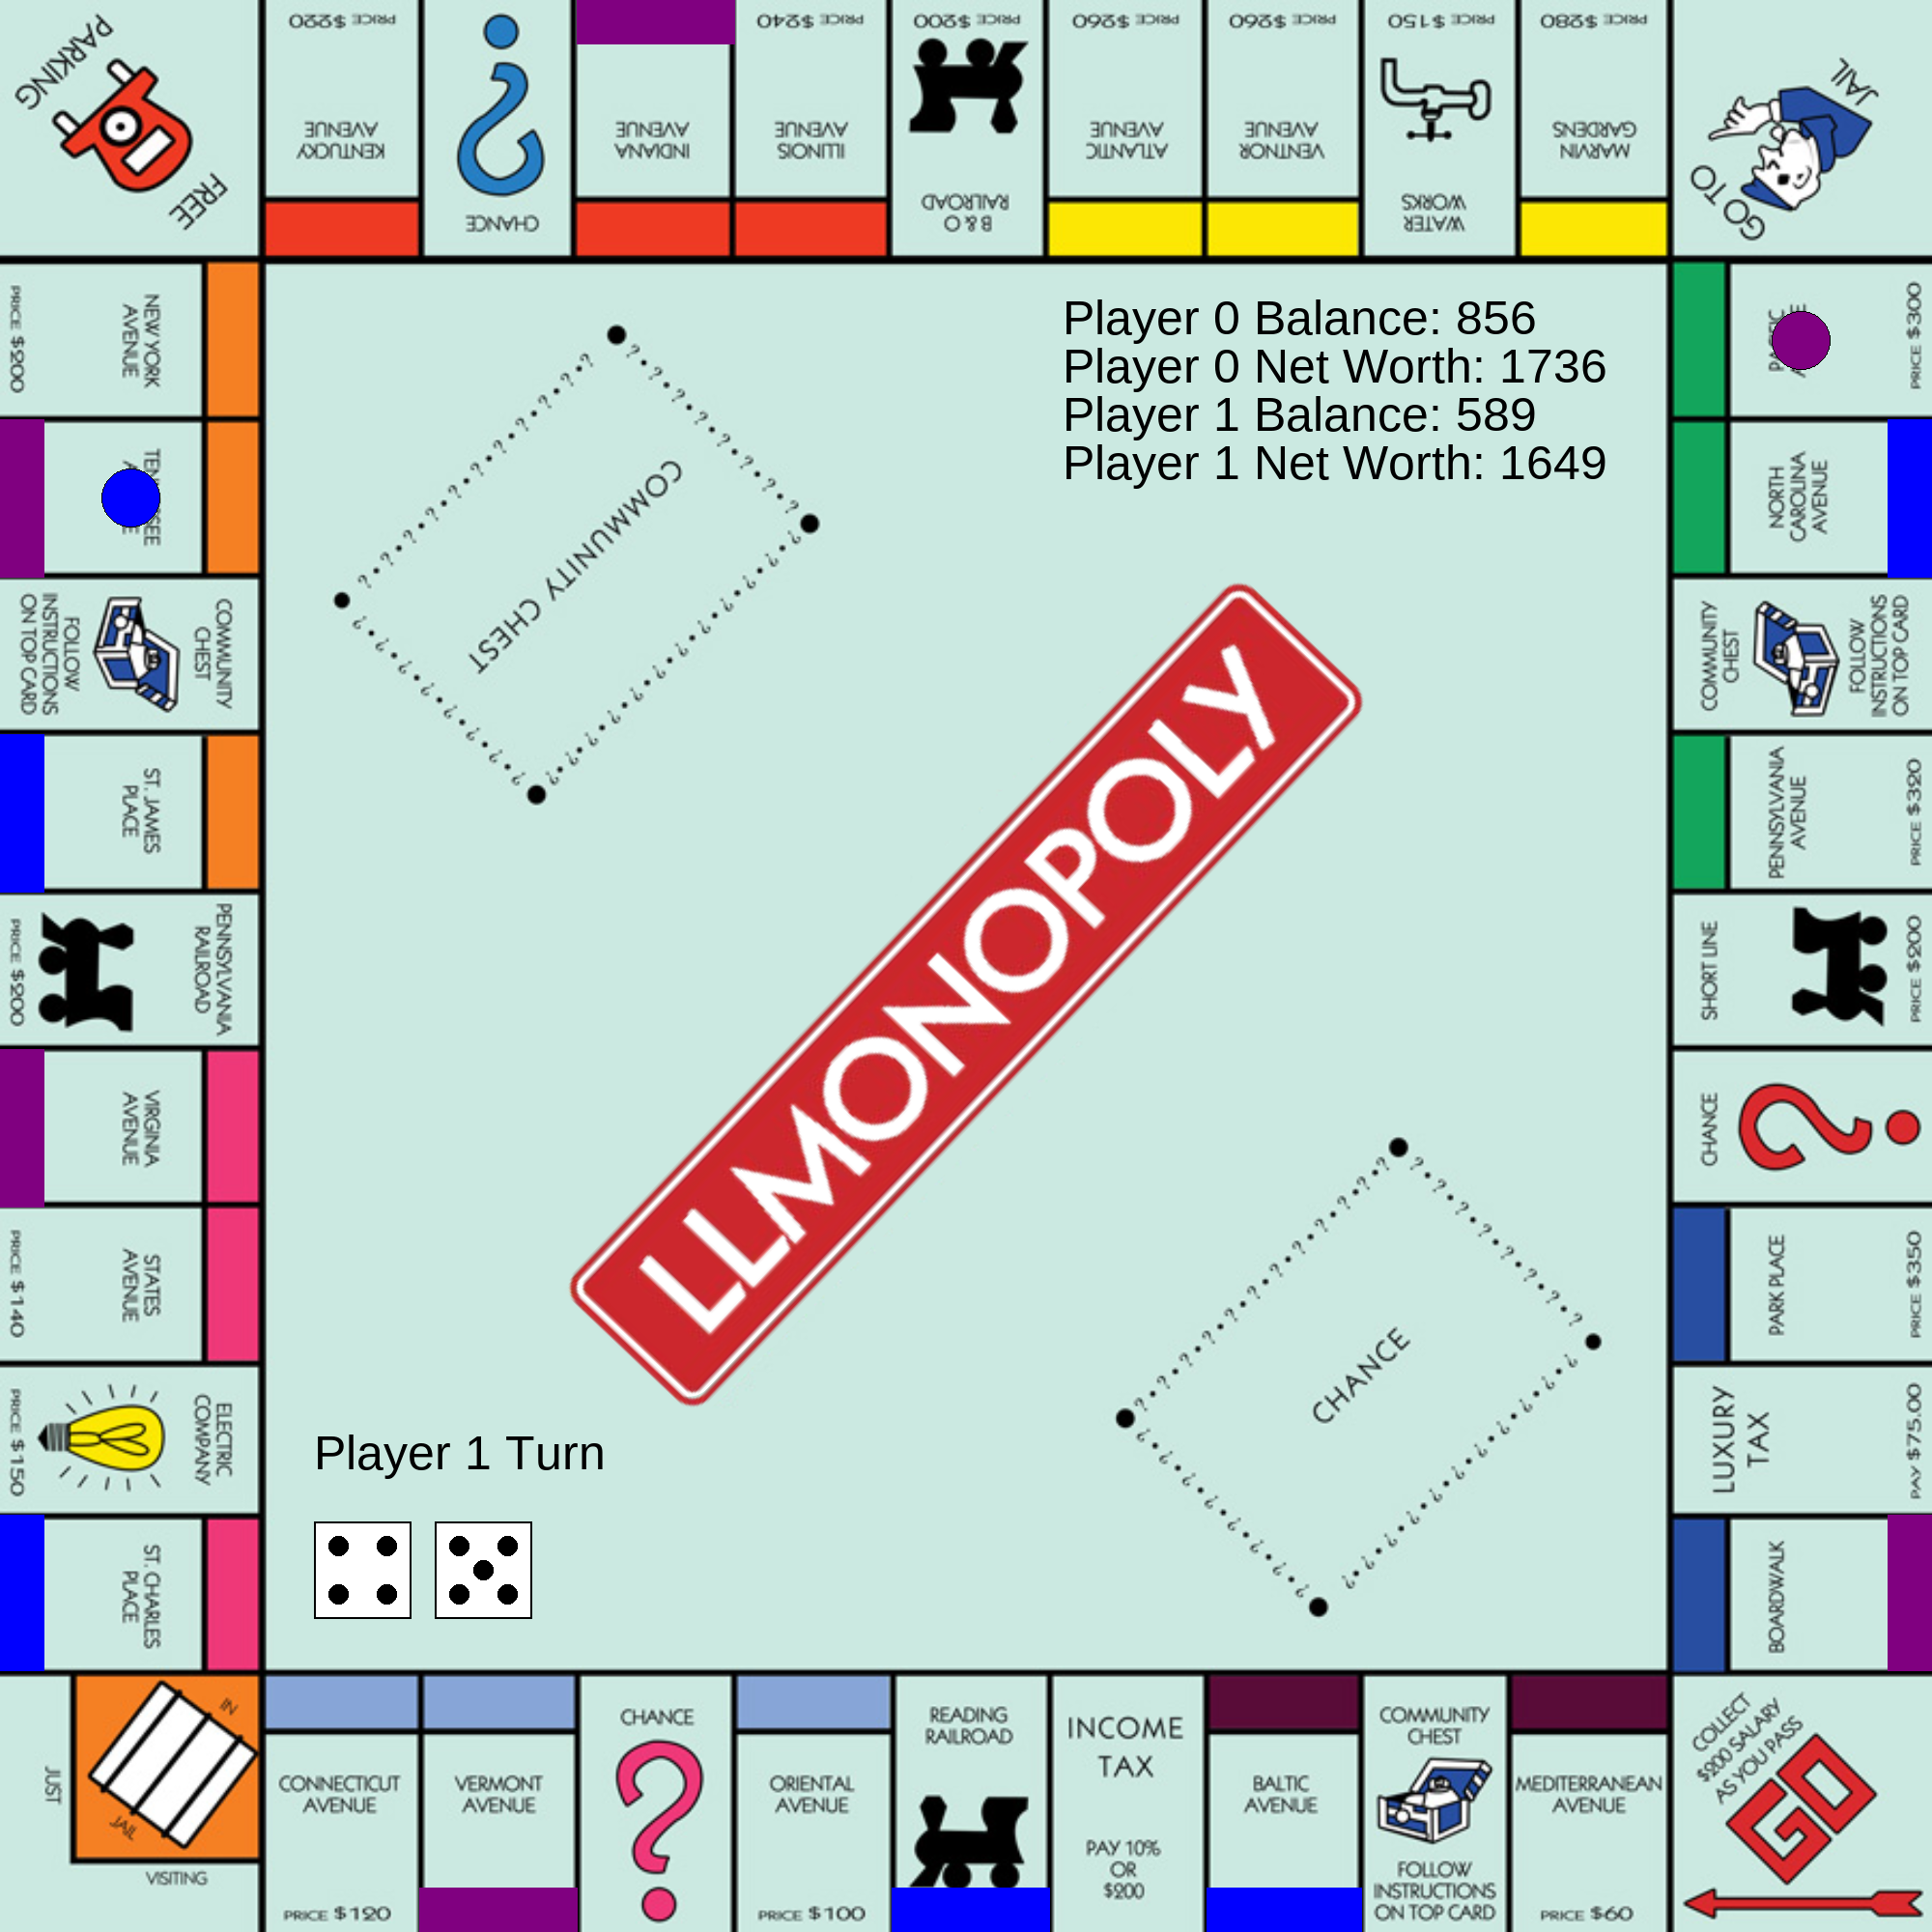 PARKING
FREE
PRICE $220
KENTUCKY
AVENUE
CHANCE
INDIANA
AVENUE
PRICE $240
ILLINOIS
AVENUE
PRICE $200
B & O
RAILROAD
PRICE $260
ATLANTIC
AVENUE
PRICE $260
VENTNOR
AVENUE
PRICE $150
WATER
WORKS
PRICE $280
MARVIN
GARDENS
GO TO
JAIL
NEW YORK
AVENUE
PRICE $200
COMMUNITY
CHEST
FOLLOW
INSTRUCTIONS
ON TOP CARD
ST. JAMES
PLACE
PENNSYLVANIA
RAILROAD
PRICE $200
VIRGINIA
AVENUE
STATES
AVENUE
PRICE $140
ELECTRIC
COMPANY
PRICE $150
ST. CHARLES
PLACE
Player 0 Balance: 856
Player 0 Net Worth: 1736
Player 1 Balance: 589
Player 1 Net Worth: 1649
COMMUNITY CHEST
LLMONOPOLY
CHANCE
Player 1 Turn
PRICE $300
NORTH
CAROLINA
AVENUE
COMMUNITY
CHEST
FOLLOW
INSTRUCTIONS
ON TOP CARD
PENNSYLVANIA
AVENUE
PRICE $320
SHORT LINE
PRICE $200
CHANCE
PARK PLACE
PRICE $350
LUXURY
TAX
PAY $75.00
BOARDWALK
JUST
VISITING
IN
JAIL
CONNECTICUT
AVENUE
PRICE $120
VERMONT
AVENUE
CHANCE
ORIENTAL
AVENUE
PRICE $100
READING
RAILROAD
INCOME
TAX
PAY 10%
OR
$200
BALTIC
AVENUE
COMMUNITY
CHEST
FOLLOW
INSTRUCTIONS
ON TOP CARD
MEDITERRANEAN
AVENUE
PRICE $60
COLLECT
$200 SALARY
AS YOU PASS
GO